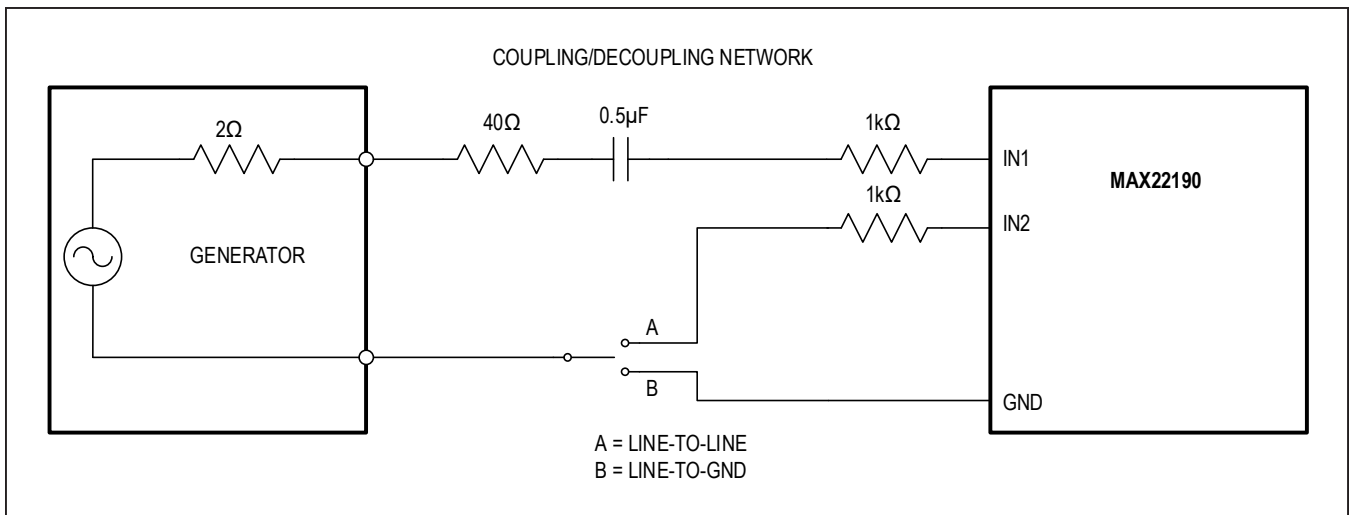 COUPLING/DECOUPLING NETWORK
2Ω
40Ω
0.5µF
1kΩ
IN1
MAX22190
1kΩ
IN2
GENERATOR
A
B
GND
A = LINE-TO-LINE
B = LINE-TO-GND